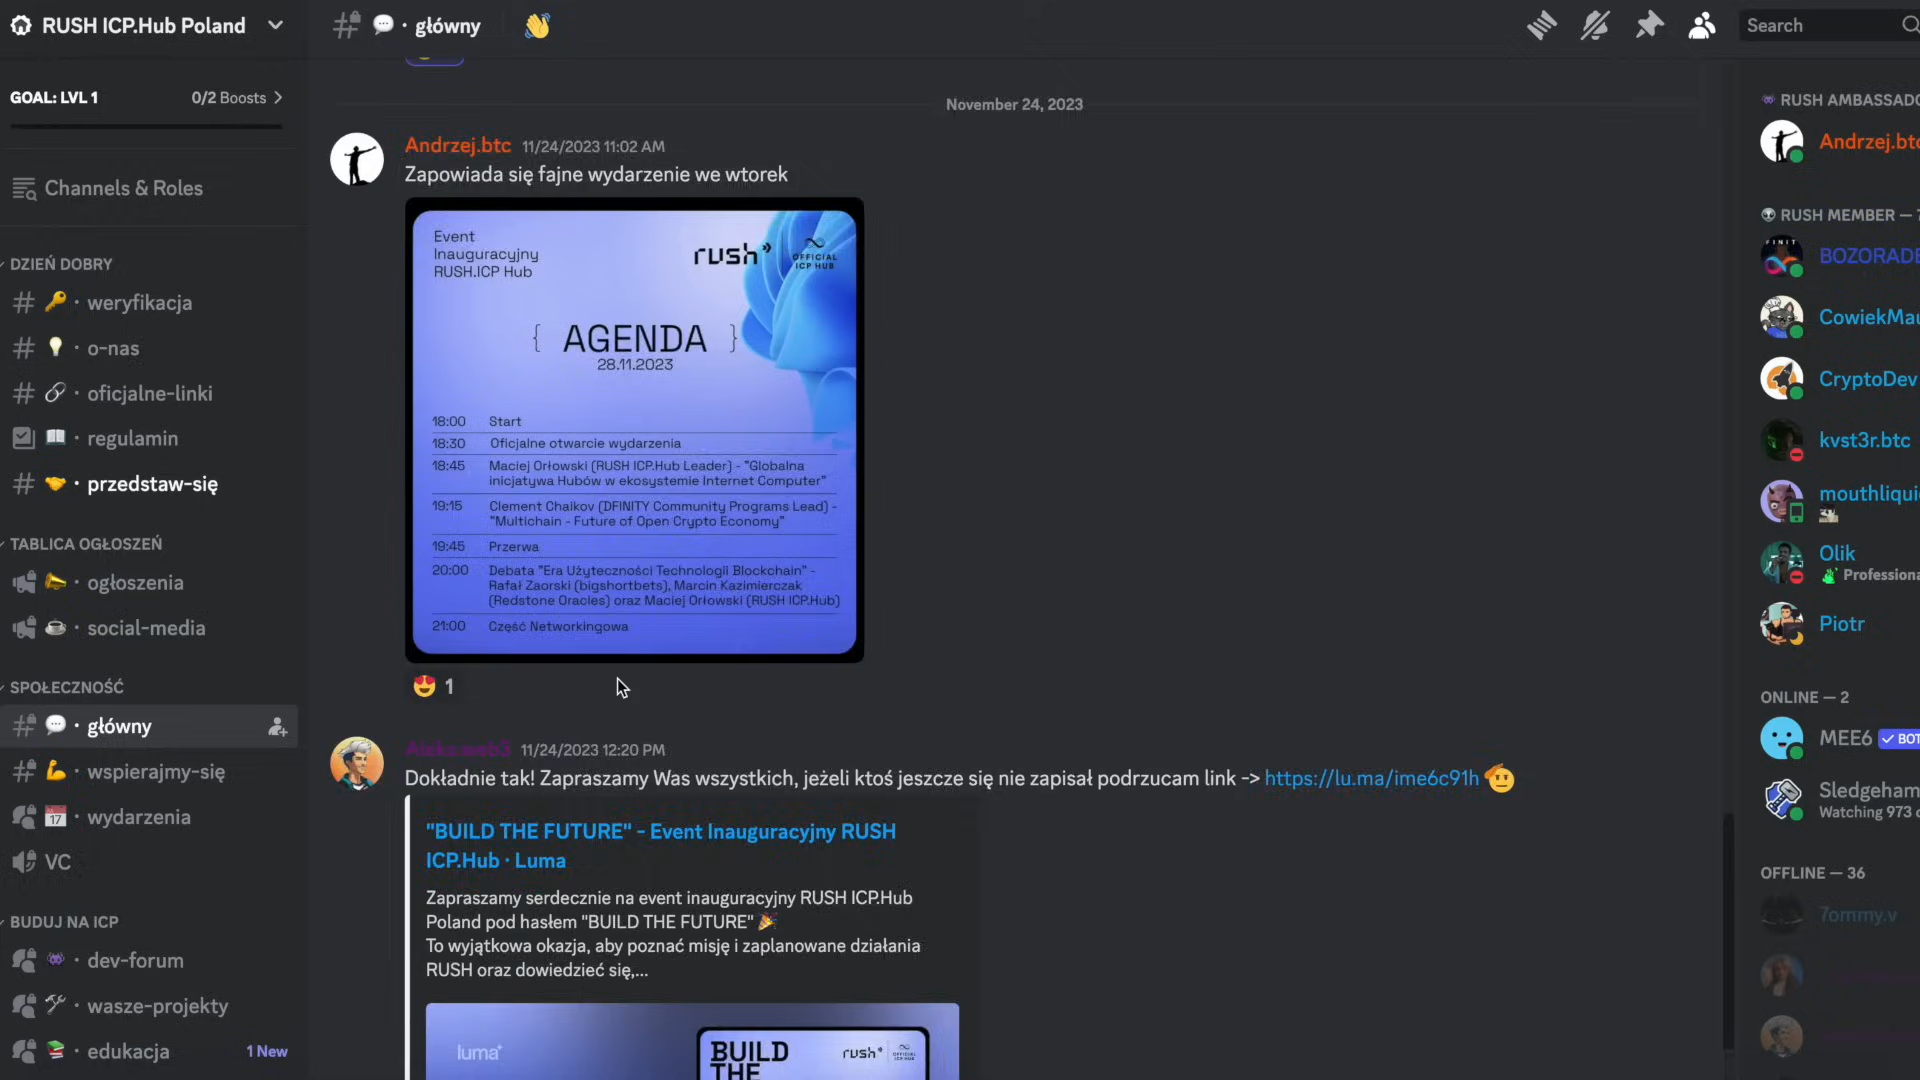 RUSH ICP.Hub Poland
GOAL: LVL 1
0/2 Boosts
Channels & Roles
DZIEŃ DOBRY
weryfikacja
o-nas
oficjalne-linki
regulamin
przedstaw-się
TABLICA OGŁOSZEŃ
ogłoszenia
social-media
SPOŁECZNOŚĆ
główny
wspierajmy-się
17
wydarzenia
VC
BUDUJ NA ICP
dev-forum
wasze-projekty
edukacja
1 New
główny
Search
November 24, 2023
Andrzej.btc 11/24/2023 11:02 AM
Zapowiada się fajne wydarzenie we wtorek
Event
Inauguracyjny
RUSH.ICP Hub
rush
OFFICIAL
ICP HUB
{ AGENDA }
28.11.2023
18:00 Start
18:30 Oficjalne otwarcie wydarzenia
18:45 Maciej Orłowski (RUSH ICP.Hub Leader) - "Globalna
inicjatywa Hubów w ekosystemie Internet Computer"
19:15 Clement Chaikov (DFINITY Community Programs Lead) -
"Multichain - Future of Open Crypto Economy"
19:45 Przerwa
20:00 Debata "Era Użyteczności Technologii Blockchain" -
Rafał Zaorski (bigshortbets), Marcin Kazimierczak
(Redstone Oracles) oraz Maciej Orłowski (RUSH ICP.Hub)
21:00 Część Networkingowa
1
11/24/2023 12:20 PM
Dokładnie tak! Zapraszamy Was wszystkich, jeżeli ktoś jeszcze się nie zapisał podrzucam link -> https://lu.ma/ime6c91h
"BUILD THE FUTURE" - Event Inauguracyjny RUSH
ICP.Hub · Luma
Zapraszamy serdecznie na event inauguracyjny RUSH ICP.Hub
Poland pod hasłem "BUILD THE FUTURE"
To wyjątkowa okazja, aby poznać misję i zaplanowane działania
RUSH oraz dowiedzieć się,...
luma
BUILD
THE
rush
OFFICIAL
ICP HUB
RUSH AMBASSADO
Andrzej.btc
RUSH MEMBER — 7
FINIT
BOZORADE
CowiekMau
CryptoDev
kvst3r.btc
mouthliqui
Olik
Professiona
Piotr
ONLINE — 2
MEE6 BOT
Sledgeham
Watching 973 c
OFFLINE — 36
7ommy.v